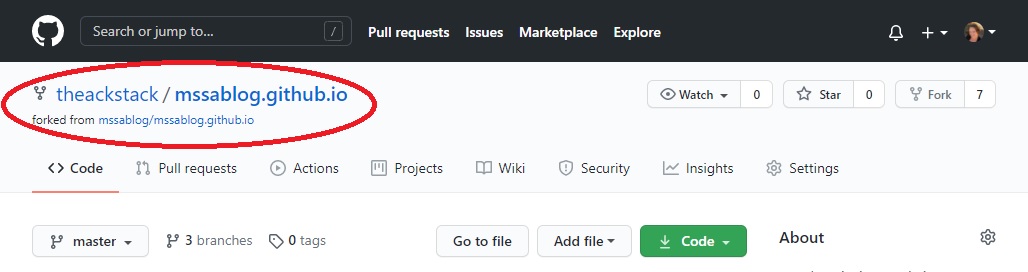 Search or jump to... / Pull requests Issues Marketplace Explore
theackstack / mssablog.github.io Watch 0 Star 0 Fork 7
forked from mssablog/mssablog.github.io
Code Pull requests Actions Projects Wiki Security Insights Settings
master 3 branches 0 tags Go to file Add file Code About